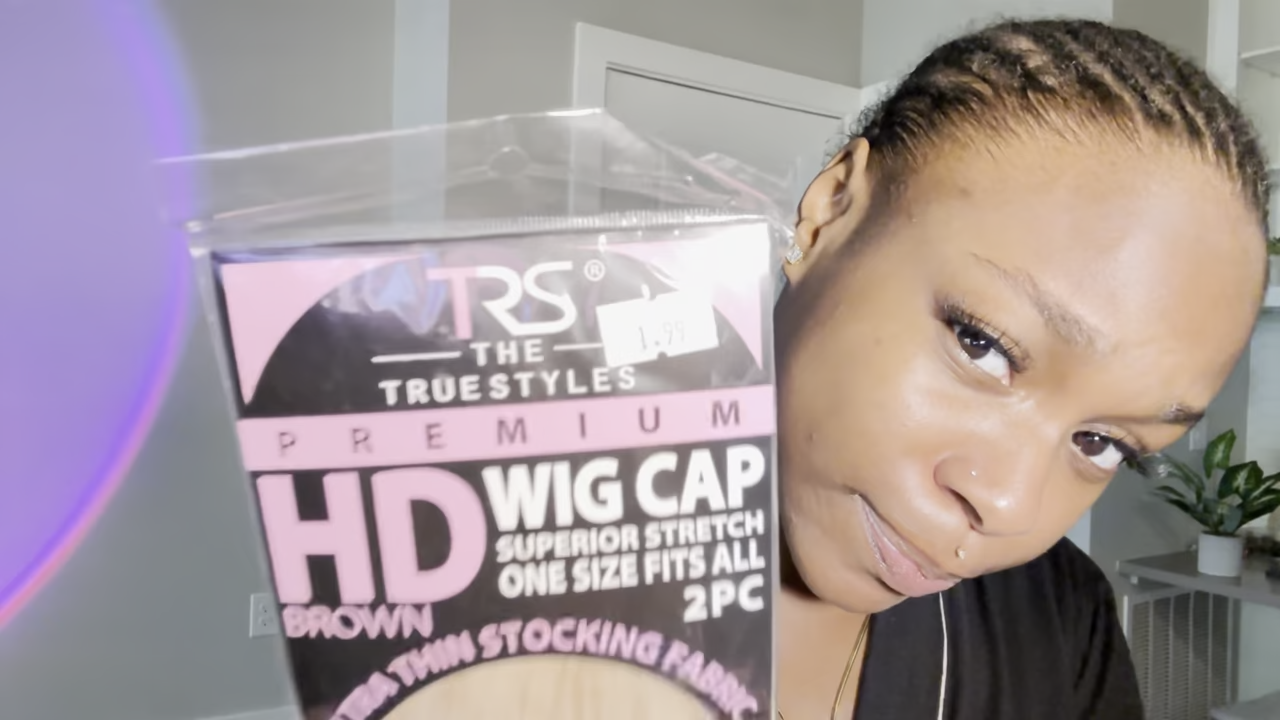 TRS®
1.99
THE
TRUESTYLES
PREMIUM
HD WIG CAP
SUPERIOR STRETCH
ONE SIZE FITS ALL
2PC
BROWN
THIN STOCKING FABRIC